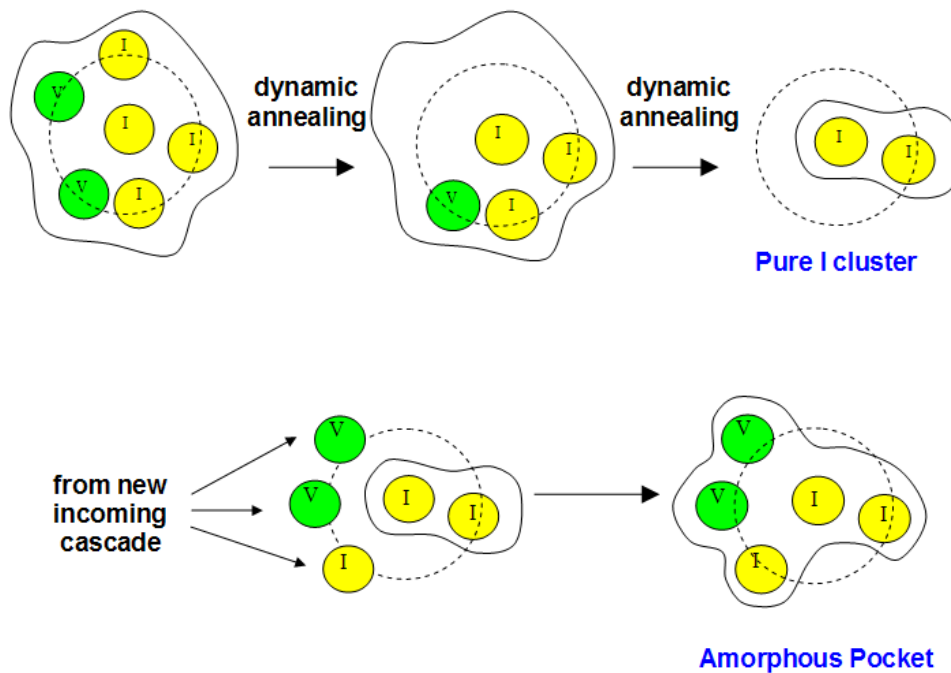 I
V
I
I
V
I
dynamic
annealing
I
I
V
I
dynamic
annealing
I
I
Pure I cluster
from new
incoming
cascade
V
V
I
I
I
V
V
I
I
I
Amorphous Pocket